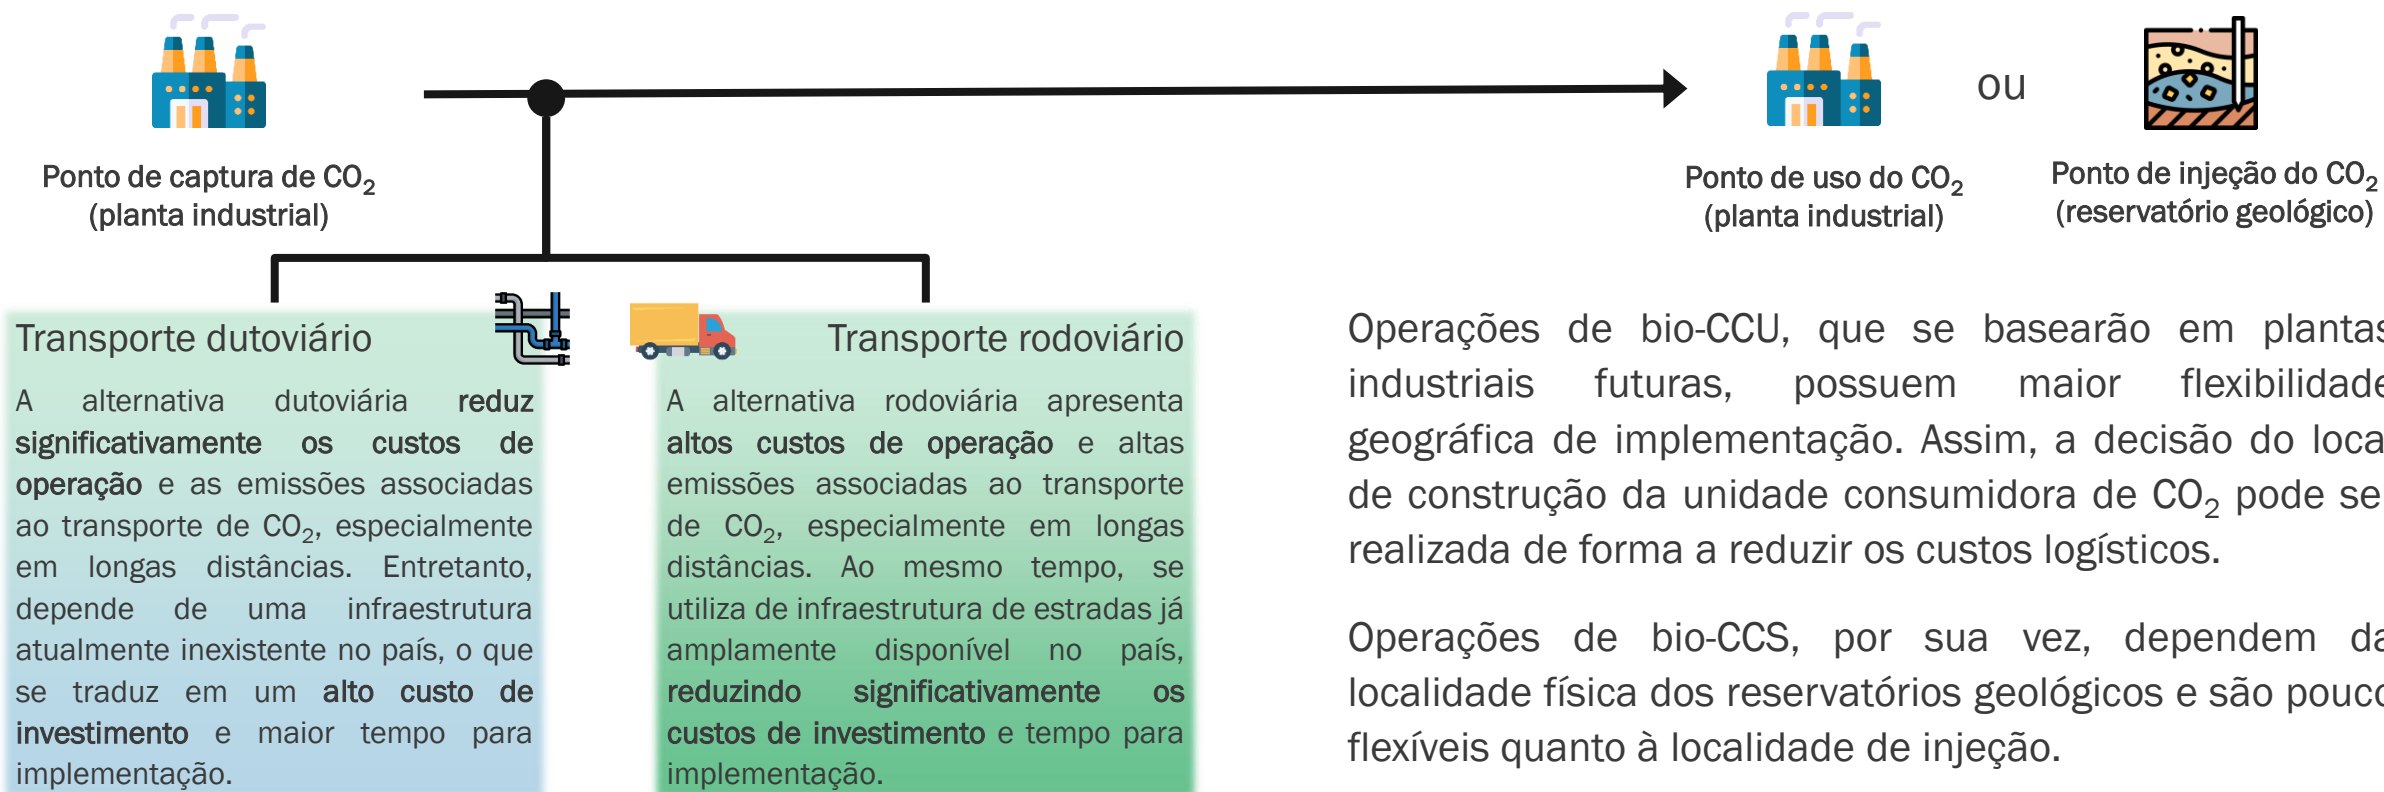 ou
Ponto de captura de CO₂
(planta industrial)
Ponto de uso do CO₂
(planta industrial)
Ponto de injeção do CO₂
(reservatório geológico)
Transporte dutoviário
A alternativa dutoviária reduz
significativamente os custos de
operação e as emissões associadas
ao transporte de CO₂, especialmente
em longas distâncias. Entretanto,
depende de uma infraestrutura
atualmente inexistente no país, o que
se traduz em um alto custo de
investimento e maior tempo para
implementação.
Transporte rodoviário
A alternativa rodoviária apresenta
altos custos de operação e altas
emissões associadas ao transporte
de CO₂, especialmente em longas
distâncias. Ao mesmo tempo, se
utiliza de infraestrutura de estradas já
amplamente disponível no país,
reduzindo significativamente os
custos de investimento e tempo para
implementação.
Operações de bio-CCU, que se basearão em plantas
industriais futuras, possuem maior flexibilidade
geográfica de implementação. Assim, a decisão do loca
de construção da unidade consumidora de CO₂ pode se
realizada de forma a reduzir os custos logísticos.
Operações de bio-CCS, por sua vez, dependem da
localidade física dos reservatórios geológicos e são pouco
flexíveis quanto à localidade de injeção.